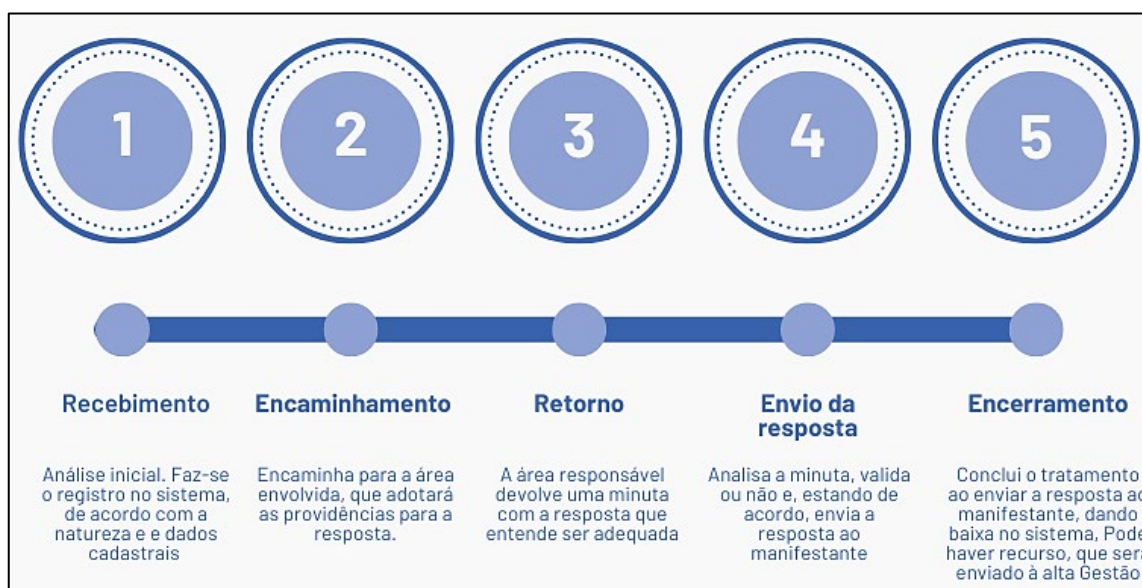 1
2
3
4
5
Recebimento
Análise inicial. Faz-se
o registro no sistema,
de acordo com a
natureza e e dados
cadastrais
Encaminhamento
Encaminha para a área
envolvida, que adotará
as providências para a
resposta.
Retorno
A área responsável
devolve uma minuta
com a resposta que
entende ser adequada
Envio da
resposta
Analisa a minuta, valida
ou não e, estando de
acordo, envia a
resposta ao
manifestante
Encerramento
Conclui o tratamento
ao enviar a resposta ao
manifestante, dando
baixa no sistema, Pode
haver recurso, que será
enviado à alta Gestão